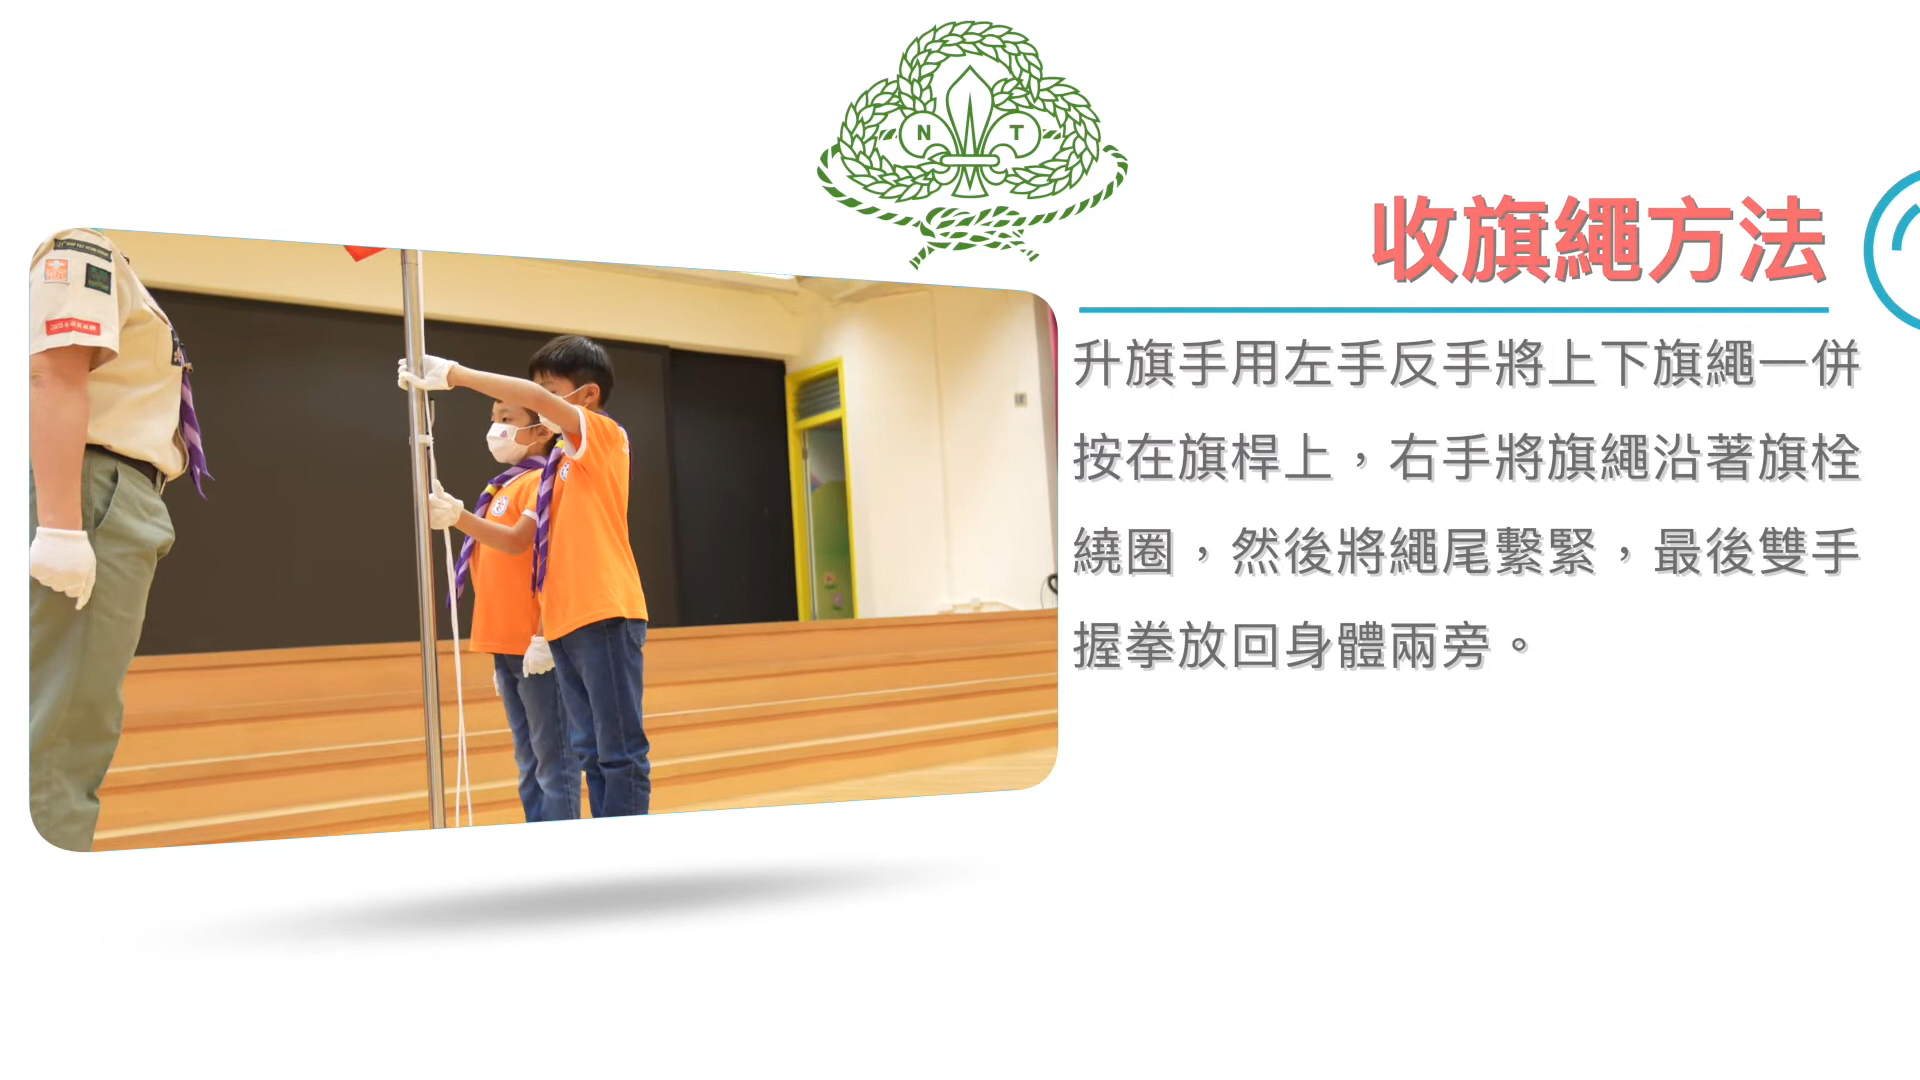 N T
收旗繩方法
升旗手用左手反手將上下旗繩一併
按在旗桿上，右手將旗繩沿著旗栓
繞圈，然後將繩尾繫緊，最後雙手
握拳放回身體兩旁。